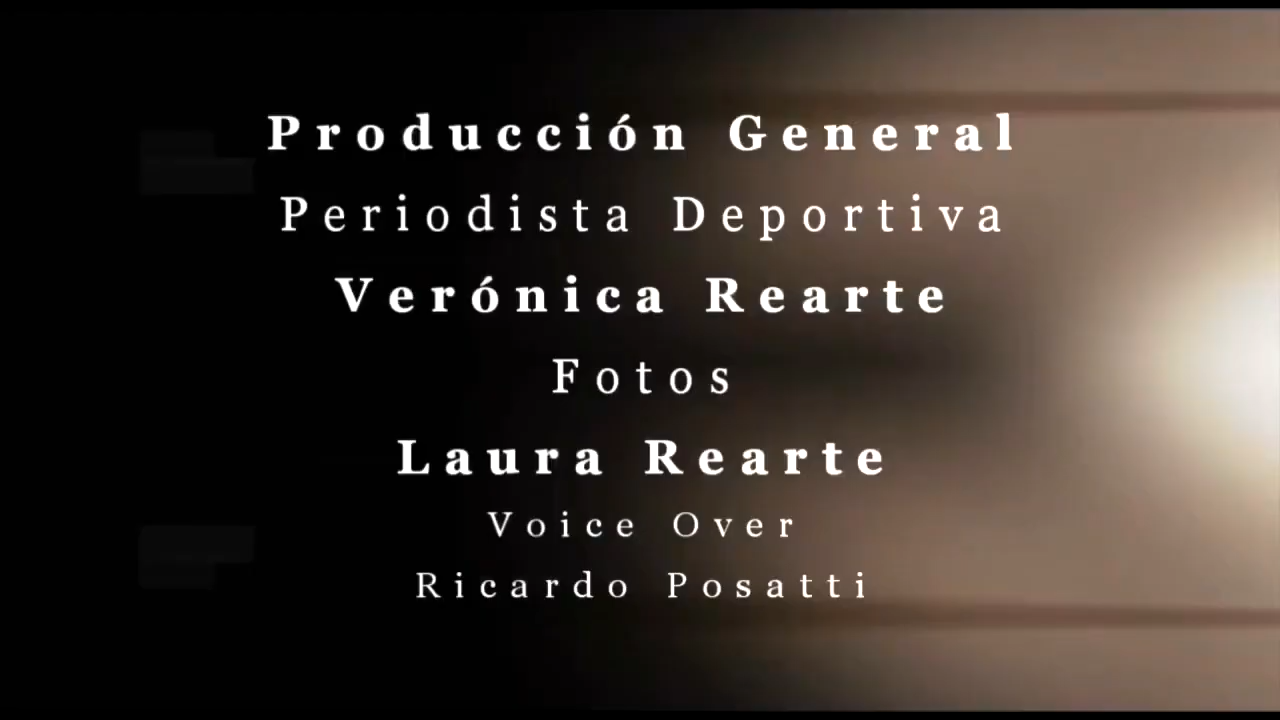 Producción General
Periodista Deportiva
Verónica Rearte
Fotos
Laura Rearte
Voice Over
Ricardo Posatti